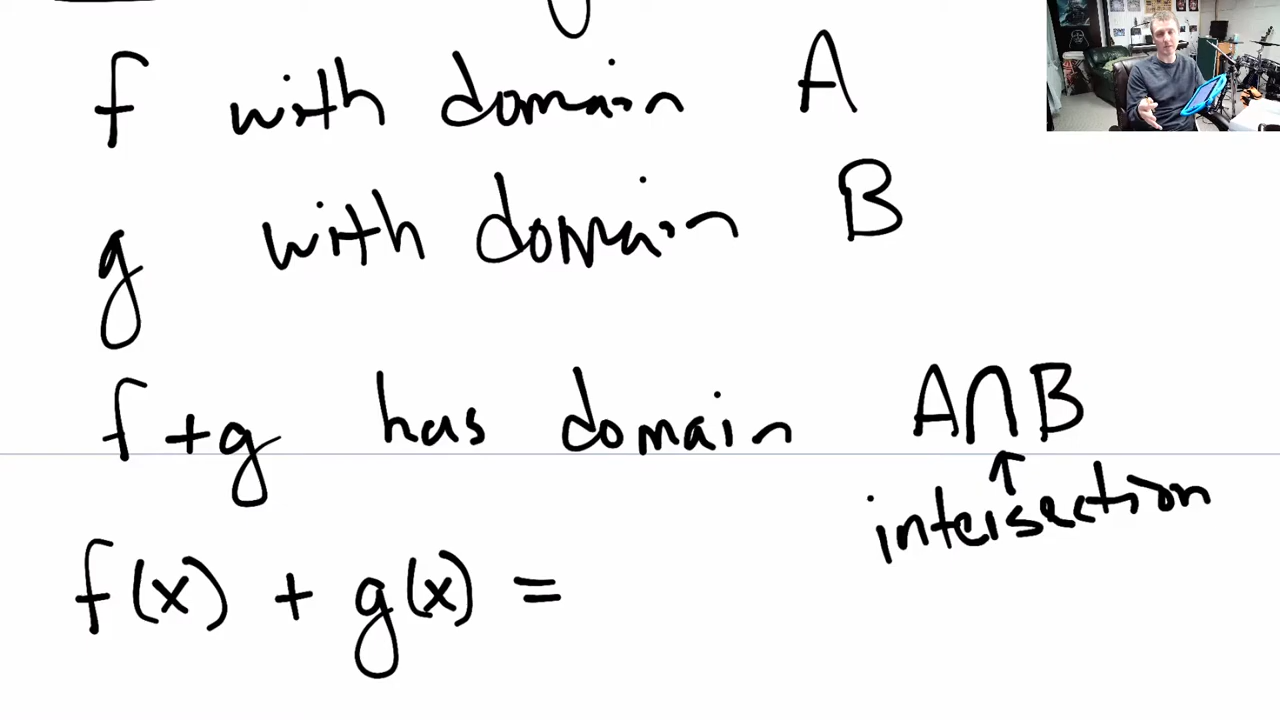 f with domain A
g with domain B
f+g has domain A∩B
↑
intersection
f(x) + g(x) =